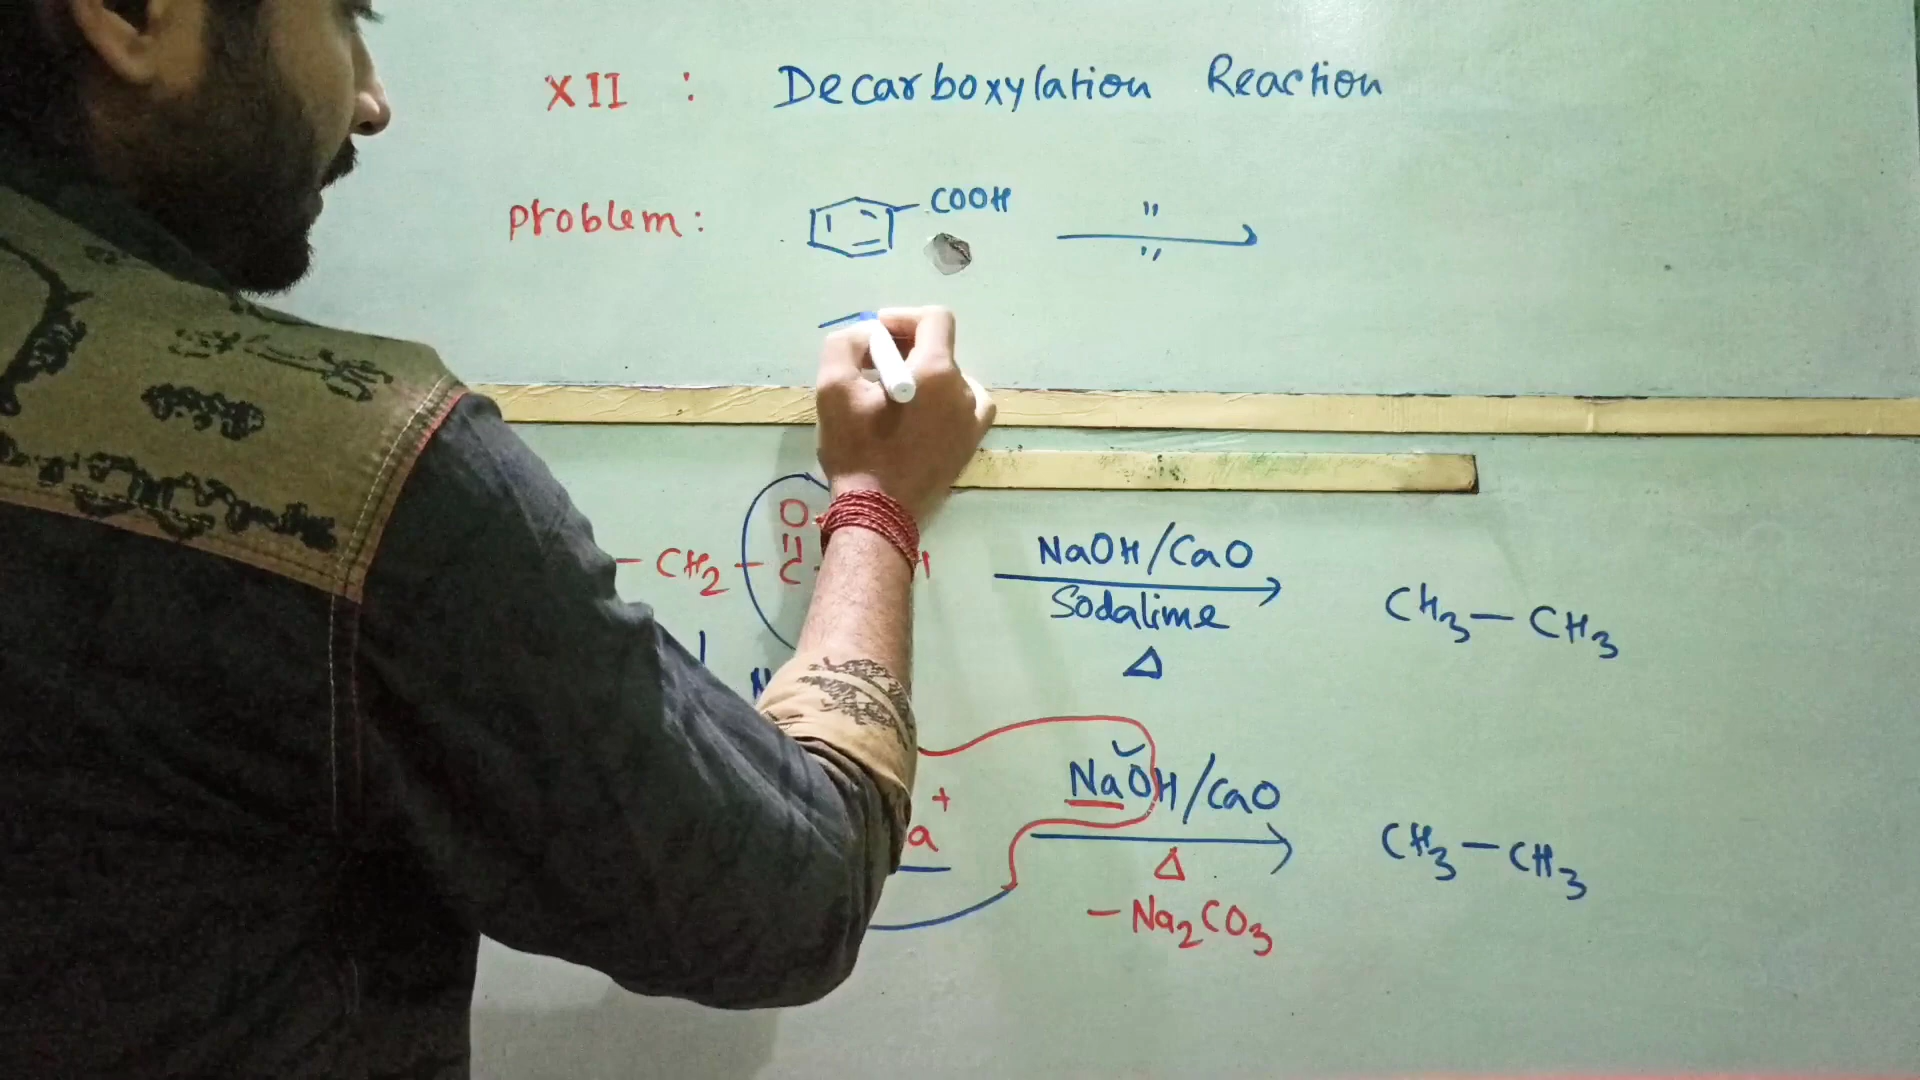 XII : Decarboxylation Reaction
Problem: COOH " "
O
– CH2 – C H NaOH/CaO CH3 – CH3
Sodalime
Δ
a + NaOH/CaO CH3 – CH3
Δ
– Na2CO3